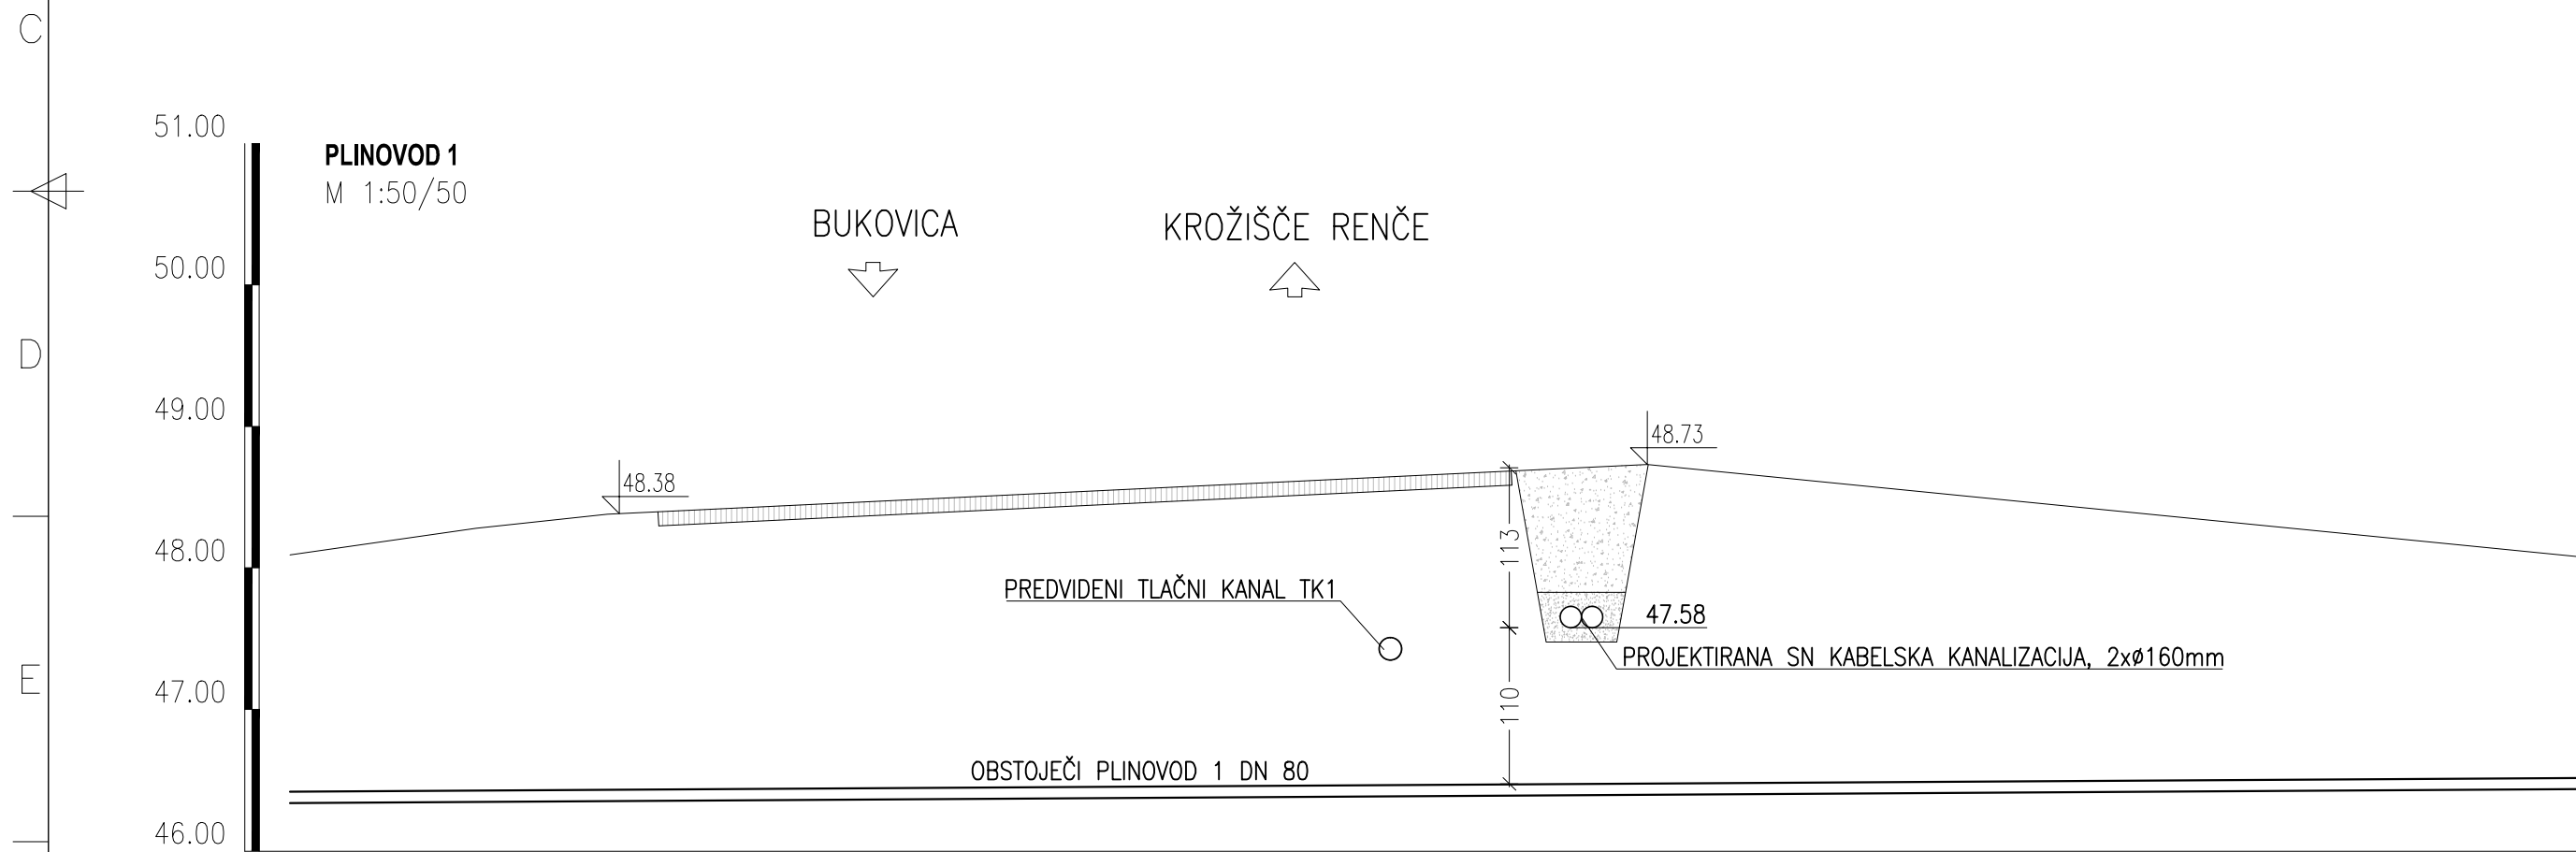 C
51.00
PLINOVOD 1
M 1:50/50
BUKOVICA
KROŽIŠČE RENČE
50.00
D
49.00
48.73
48.38
48.00
113
PREDVIDENI TLAČNI KANAL TK1
47.58
PROJEKTIRANA SN KABELSKA KANALIZACIJA, 2xø160mm
E
47.00
110
OBSTOJEČI PLINOVOD 1 DN 80
46.00